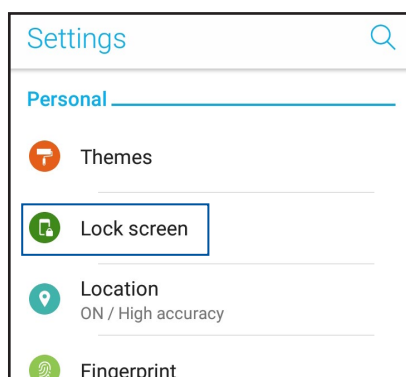 Settings
Personal
Themes
Lock screen
Location
ON / High accuracy
Fingerprint